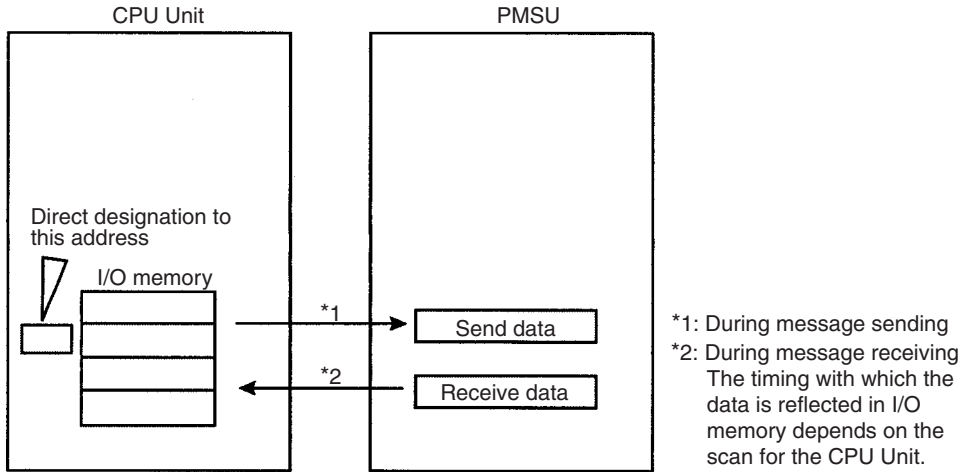 CPU Unit
PMSU
Direct designation to
this address
I/O memory
*1
Send data
*2
Receive data
*1: During message sending
*2: During message receiving
The timing with which the
data is reflected in I/O
memory depends on the
scan for the CPU Unit.